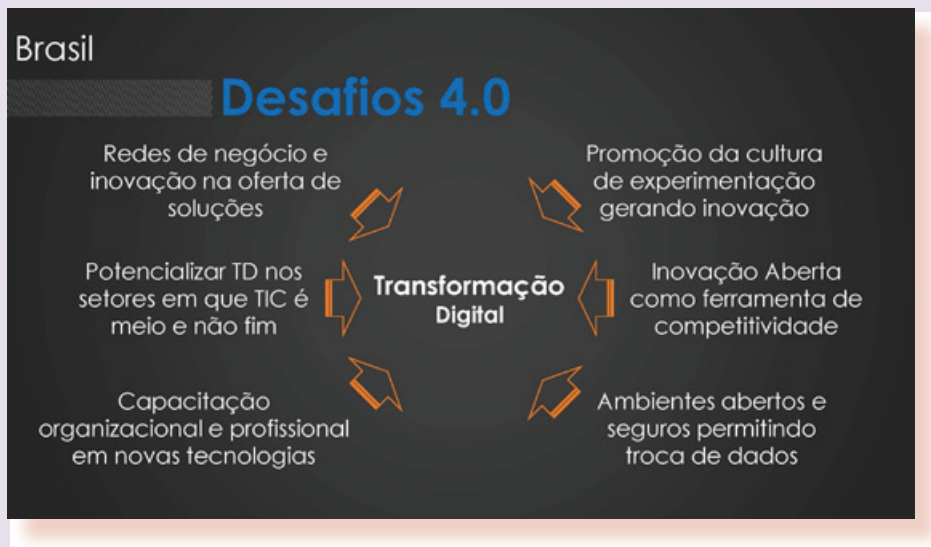 Brasil
Desafios 4.0
Redes de negócio e
inovação na oferta de
soluções
Potencializar TD nos
setores em que TIC é
meio e não fim
Capacitação
organizacional e profissional
em novas tecnologias
Transformação
Digital
Promoção da cultura
de experimentação
gerando inovação
Inovação Aberta
como ferramenta de
competitividade
Ambientes abertos e
seguros permitindo
troca de dados